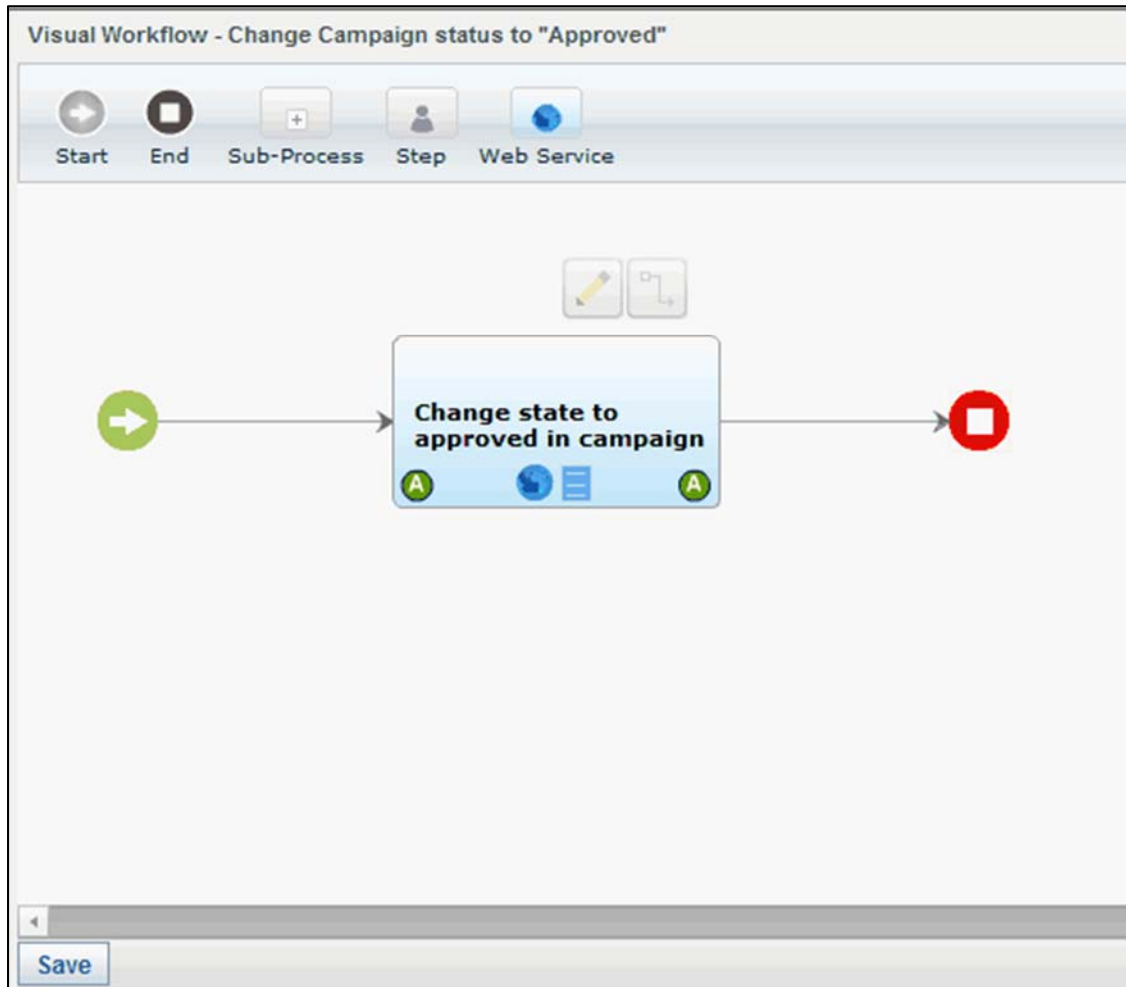 Visual Workflow - Change Campaign status to "Approved"
Start End Sub-Process Step Web Service
Change state to
approved in campaign
A A
Save